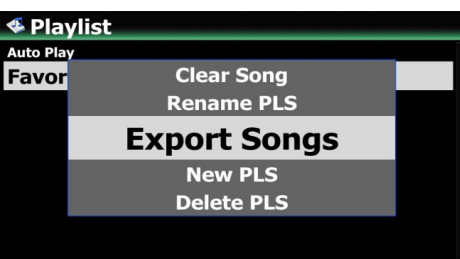 Playlist
Auto Play
Favor
Clear Song
Rename PLS
Export Songs
New PLS
Delete PLS